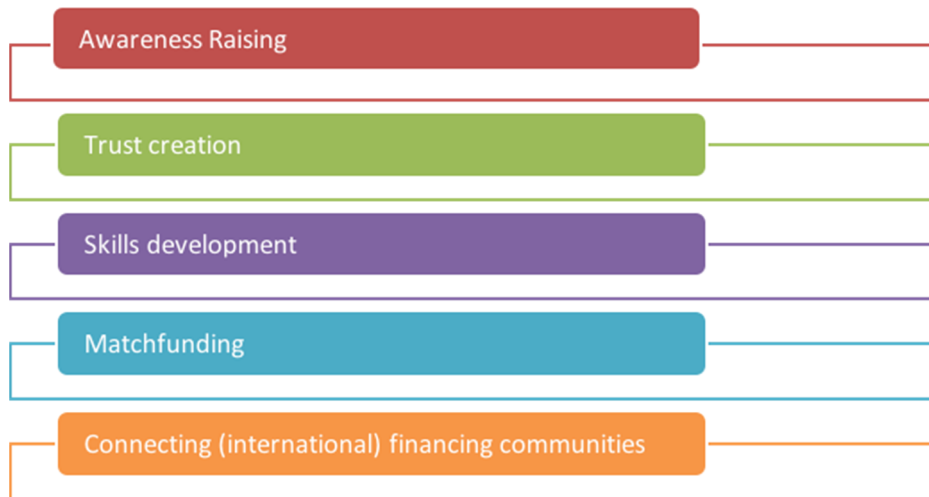 Awareness Raising
Trust creation
Skills development
Matchfunding
Connecting (international) financing communities